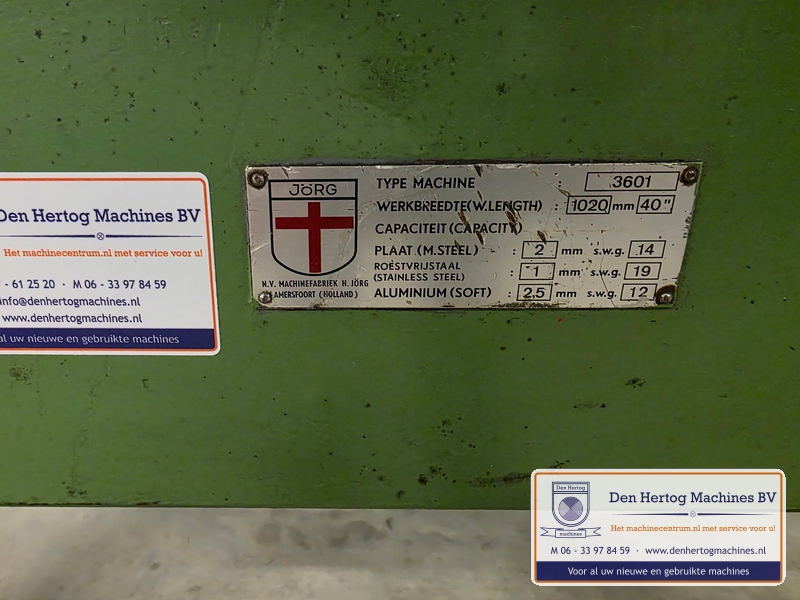 Den Hertog Machines BV
Het machinecentrum.nl met service voor u!
- 61 25 20 · M 06 - 33 97 84 59
info@denhertogmachines.nl
www.denhertogmachines.nl
al uw nieuwe en gebruikte machines
JÖRG
N.V. MACHINEFABRIEK H. JÖRG
AMERSFOORT (HOLLAND)
TYPE MACHINE : 3601
WERKBREEDTE(W.LENGTH) : 1020 mm 40"
CAPACITEIT (CAPACITY)
PLAAT (M.STEEL) : 2 mm s.w.g. 14
ROESTVRIJSTAAL
(STAINLESS STEEL) : 1 mm s.w.g. 19
ALUMINIUM (SOFT) : 2,5 mm s.w.g. 12
Den Hertog
machines
Den Hertog Machines BV
Het machinecentrum.nl met service voor u!
M 06 - 33 97 84 59 · www.denhertogmachines.nl
Voor al uw nieuwe en gebruikte machines